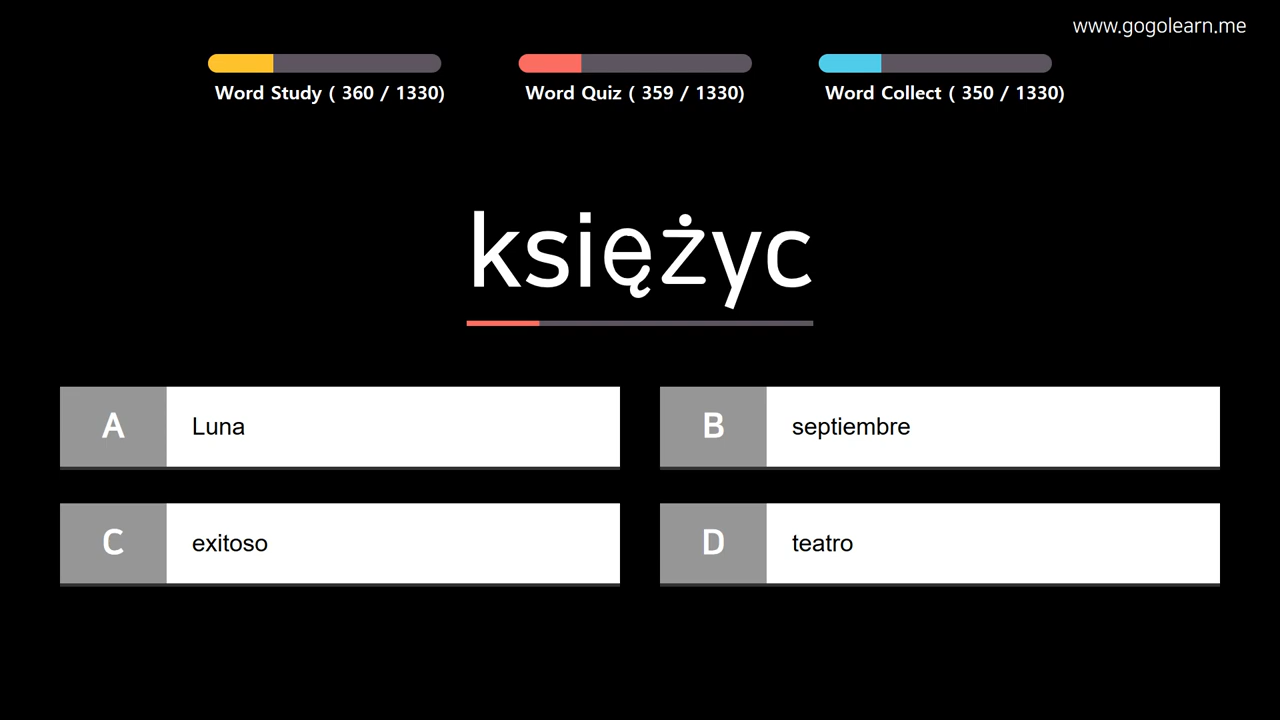 www.gogolearn.me
Word Study ( 360 / 1330)
Word Quiz ( 359 / 1330)
Word Collect ( 350 / 1330)
księżyc
A Luna
B septiembre
C exitoso
D teatro